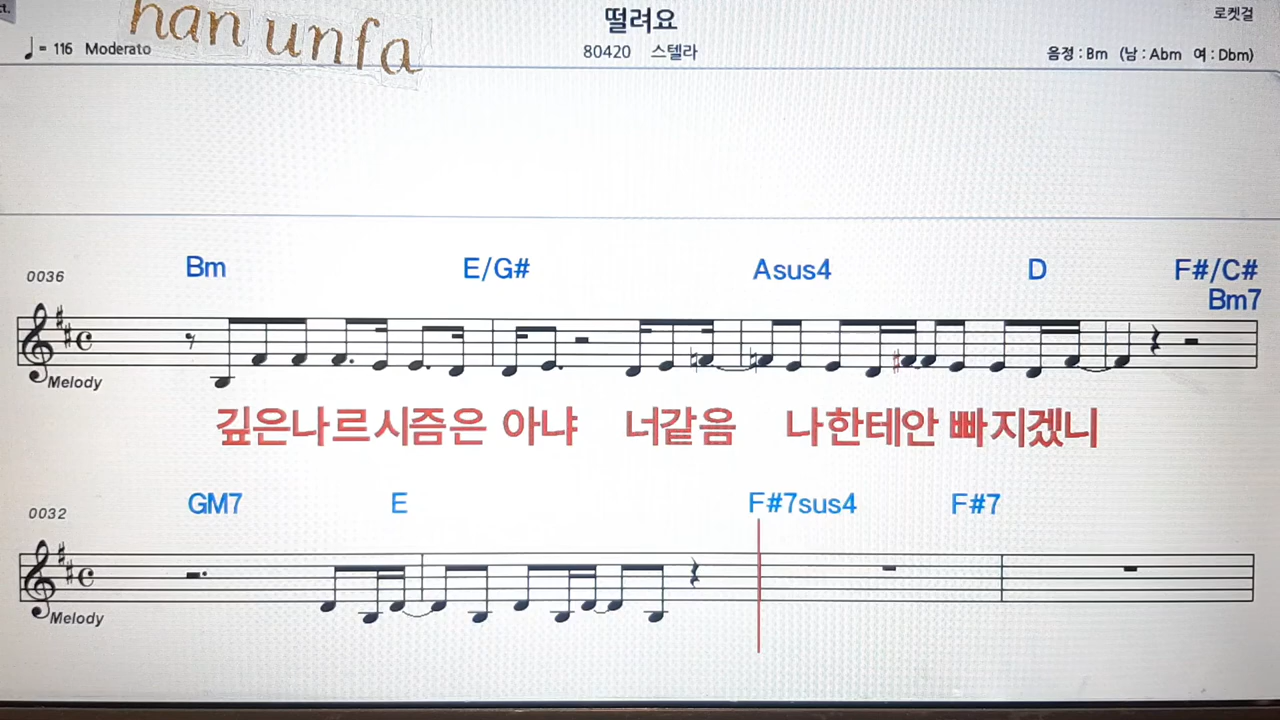 ct.
han unfa
떨려요
로켓걸
♩= 116 Moderato
80420 스텔라
음정 : Bm (남 : Abm 여 : Dbm)
0036
Bm E/G# Asus4 D F#/C#
Bm7
Melody
깊은나르시즘은 아냐 너같음 나한테안 빠지겠니
0032
GM7 E F#7sus4 F#7
Melody